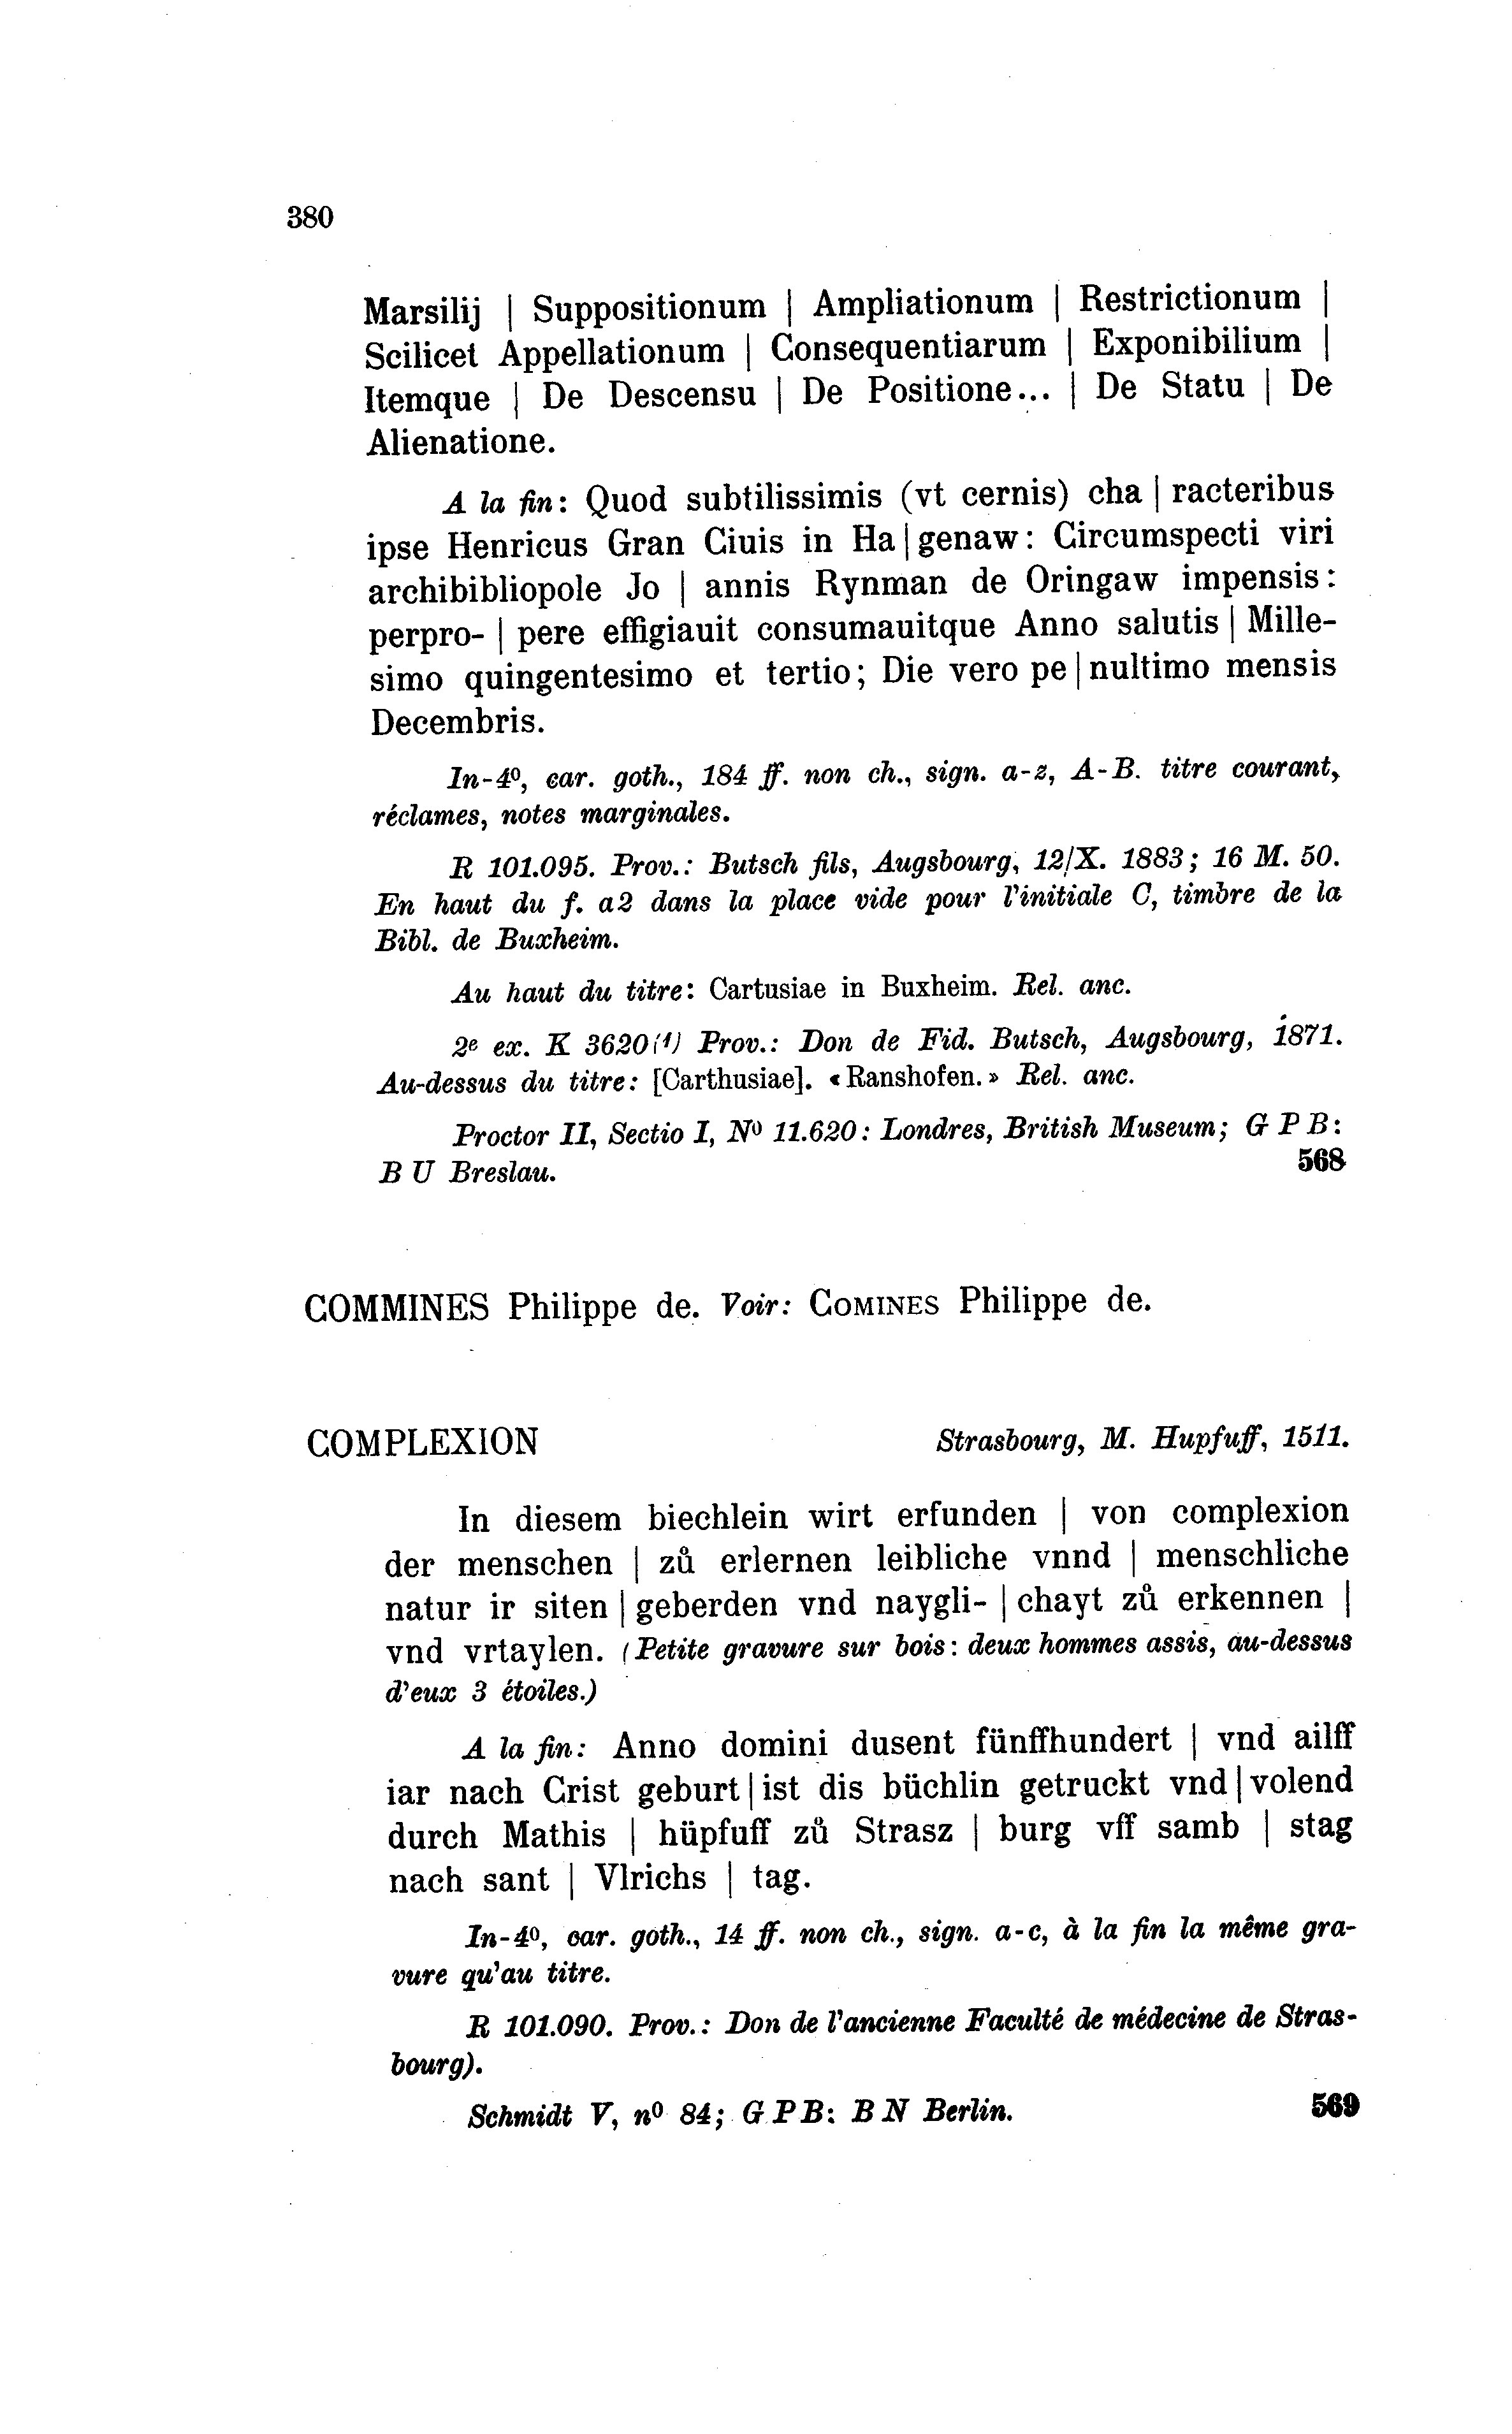 380
Marsilij | Suppositionum | Ampliationum | Restrictionum |
Scilicet Appellationum | Consequentiarum | Exponibilium |
Itemque | De Descensu | De Positione... | De Statu | De
Alienatione.
A la fin: Quod subtilissimis (vt cernis) cha | racteribus
ipse Henricus Gran Ciuis in Ha | genaw: Circumspecti viri
archibibliopole Jo | annis Rynman de Oringaw impensis:
perpro- | pere effigiauit consumauitque Anno salutis | Mille-
simo quingentesimo et tertio; Die vero pe | nultimo mensis
Decembris.
In-4º, car. goth., 184 ff. non ch., sign. a-z, A-B. titre courant,
réclames, notes marginales.
R 101.095. Prov.: Butsch fils, Augsbourg, 12/X. 1883; 16 M. 50.
En haut du f. a2 dans la place vide pour l'initiale C, timbre de la
Bibl. de Buxheim.
Au haut du titre: Cartusiae in Buxheim. Rel. anc.
2e ex. K 3620(1) Prov.: Don de Fid. Butsch, Augsbourg, 1871.
Au-dessus du titre: [Carthusiae]. «Ranshofen.» Rel. anc.
Proctor II, Sectio I, Nº 11.620: Londres, British Museum; G P B:
B U Breslau. 568
COMMINES Philippe de. Voir: COMINES Philippe de.
COMPLEXION Strasbourg, M. Hupfuff, 1511.
In diesem biechlein wirt erfunden | von complexion
der menschen | zů erlernen leibliche vnnd | menschliche
natur ir siten | geberden vnd naygli- | chayt zů erkennen |
vnd vrtaylen. (Petite gravure sur bois: deux hommes assis, au-dessus
d'eux 3 étoiles.)
A la fin: Anno domini dusent fünffhundert | vnd ailff
iar nach Crist geburt | ist dis büchlin getruckt vnd | volend
durch Mathis | hüpfuff zů Strasz | burg vff samb | stag
nach sant | Vlrichs | tag.
In-4º, car. goth., 14 ff. non ch., sign. a-c, à la fin la même gra-
vure qu'au titre.
R 101.090. Prov.: Don de l'ancienne Faculté de médecine de Stras-
bourg).
Schmidt V, nº 84; G P B: B N Berlin. 569